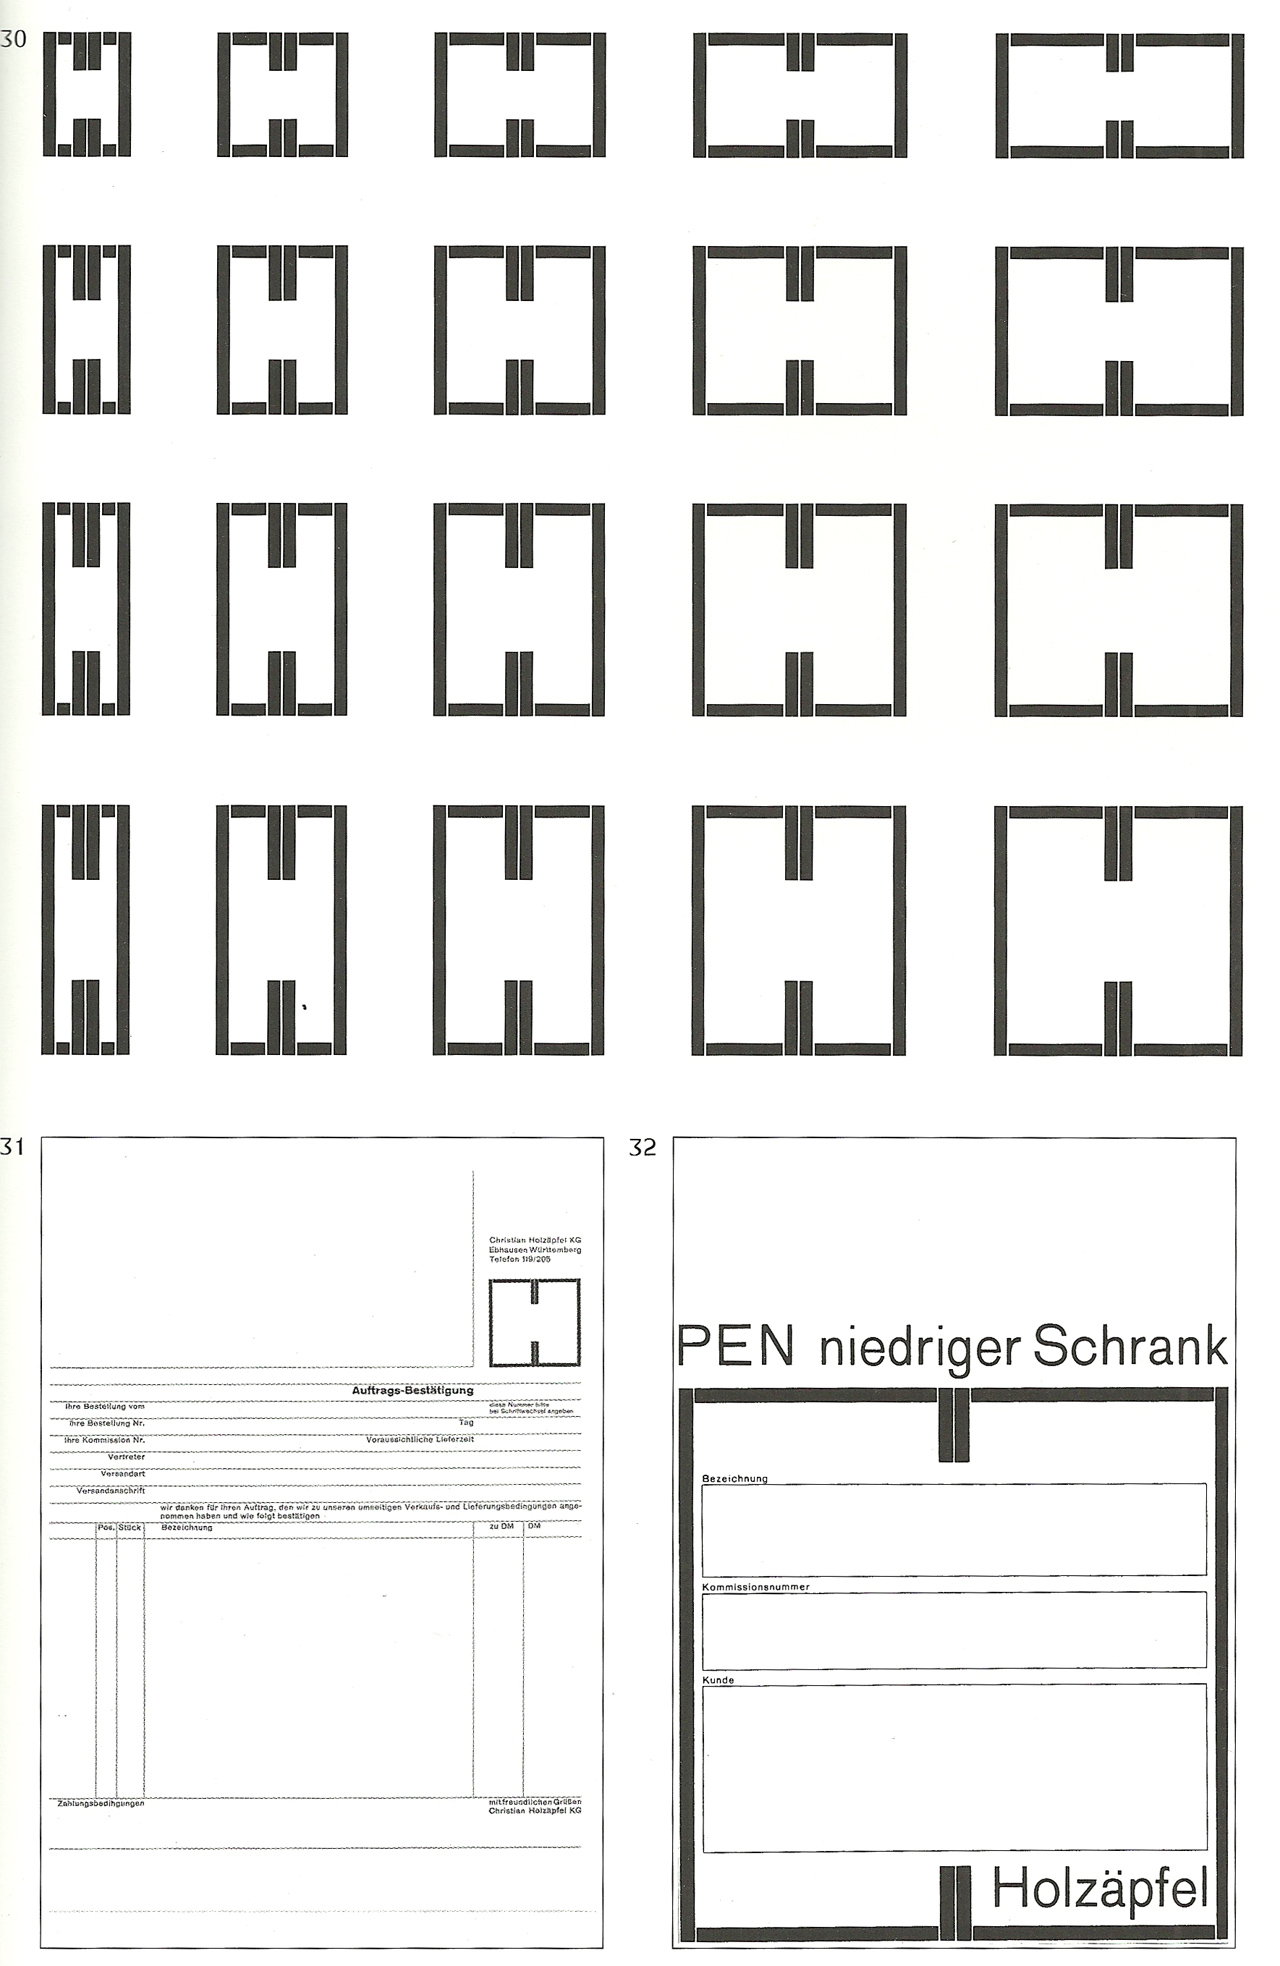 30
31
Christian Holzäpfel KG
Ebhausen Württemberg
Telefon 119/205
Auftrags-Bestätigung
Ihre Bestellung vom
diese Nummer bitte
bei Schriftwechsel angeben
Ihre Bestellung Nr.
Tag
Ihre Kommission Nr.
Voraussichtliche Lieferzeit
Vertreter
Versandart
Versandanschrift
wir danken für Ihren Auftrag, den wir zu unseren umseitigen Verkaufs- und Lieferungsbedingungen ange-
nommen haben und wie folgt bestätigen
Pos. Stück Bezeichnung zu DM DM
Zahlungsbedingungen
mit freundlichen Grüßen
Christian Holzäpfel KG
32
PEN niedriger Schrank
Bezeichnung
Kommissionsnummer
Kunde
Holzäpfel